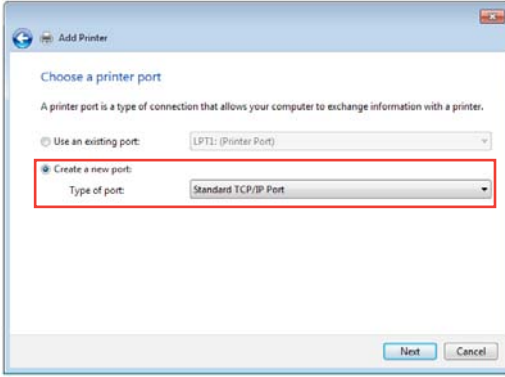 Add Printer
Choose a printer port
A printer port is a type of connection that allows your computer to exchange information with a printer.
Use an existing port: LPT1: (Printer Port)
Create a new port:
Type of port: Standard TCP/IP Port
Next Cancel